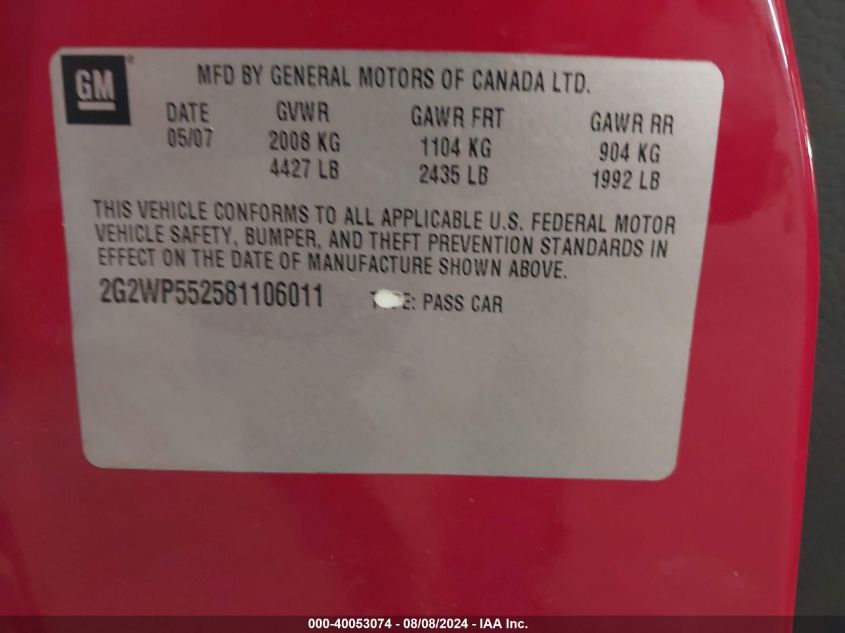 GM
MFD BY GENERAL MOTORS OF CANADA LTD.
DATE GVWR GAWR FRT GAWR RR
05/07 2008 KG 1104 KG 904 KG
4427 LB 2435 LB 1992 LB
THIS VEHICLE CONFORMS TO ALL APPLICABLE U.S. FEDERAL MOTOR
VEHICLE SAFETY, BUMPER, AND THEFT PREVENTION STANDARDS IN
EFFECT ON THE DATE OF MANUFACTURE SHOWN ABOVE.
2G2WP552581106011 PASS CAR
000-40053074 - 08/08/2024 - IAA Inc.